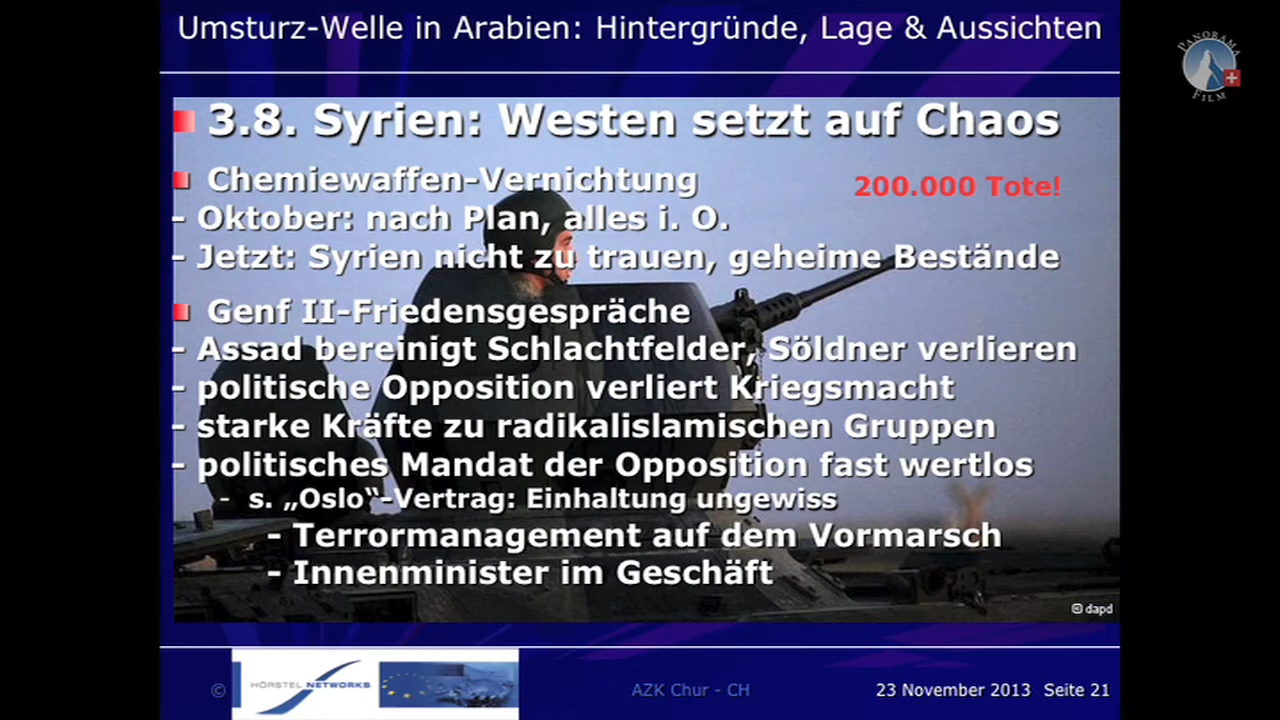 Umsturz-Welle in Arabien: Hintergründe, Lage & Aussichten
PANORAMA
FILM
3.8. Syrien: Westen setzt auf Chaos
Chemiewaffen-Vernichtung
200.000 Tote!
- Oktober: nach Plan, alles i. O.
- Jetzt: Syrien nicht zu trauen, geheime Bestände
Genf II-Friedensgespräche
- Assad bereinigt Schlachtfelder, Söldner verlieren
- politische Opposition verliert Kriegsmacht
- starke Kräfte zu radikalislamischen Gruppen
- politisches Mandat der Opposition fast wertlos
- s. „Oslo“-Vertrag: Einhaltung ungewiss
- Terrormanagement auf dem Vormarsch
- Innenminister im Geschäft
© dapd
© HÖRSTEL NETWORKS AZK Chur - CH 23 November 2013 Seite 21